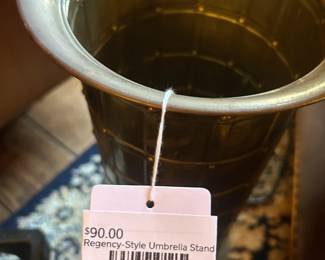 $90.00
Regency-Style Umbrella Stand